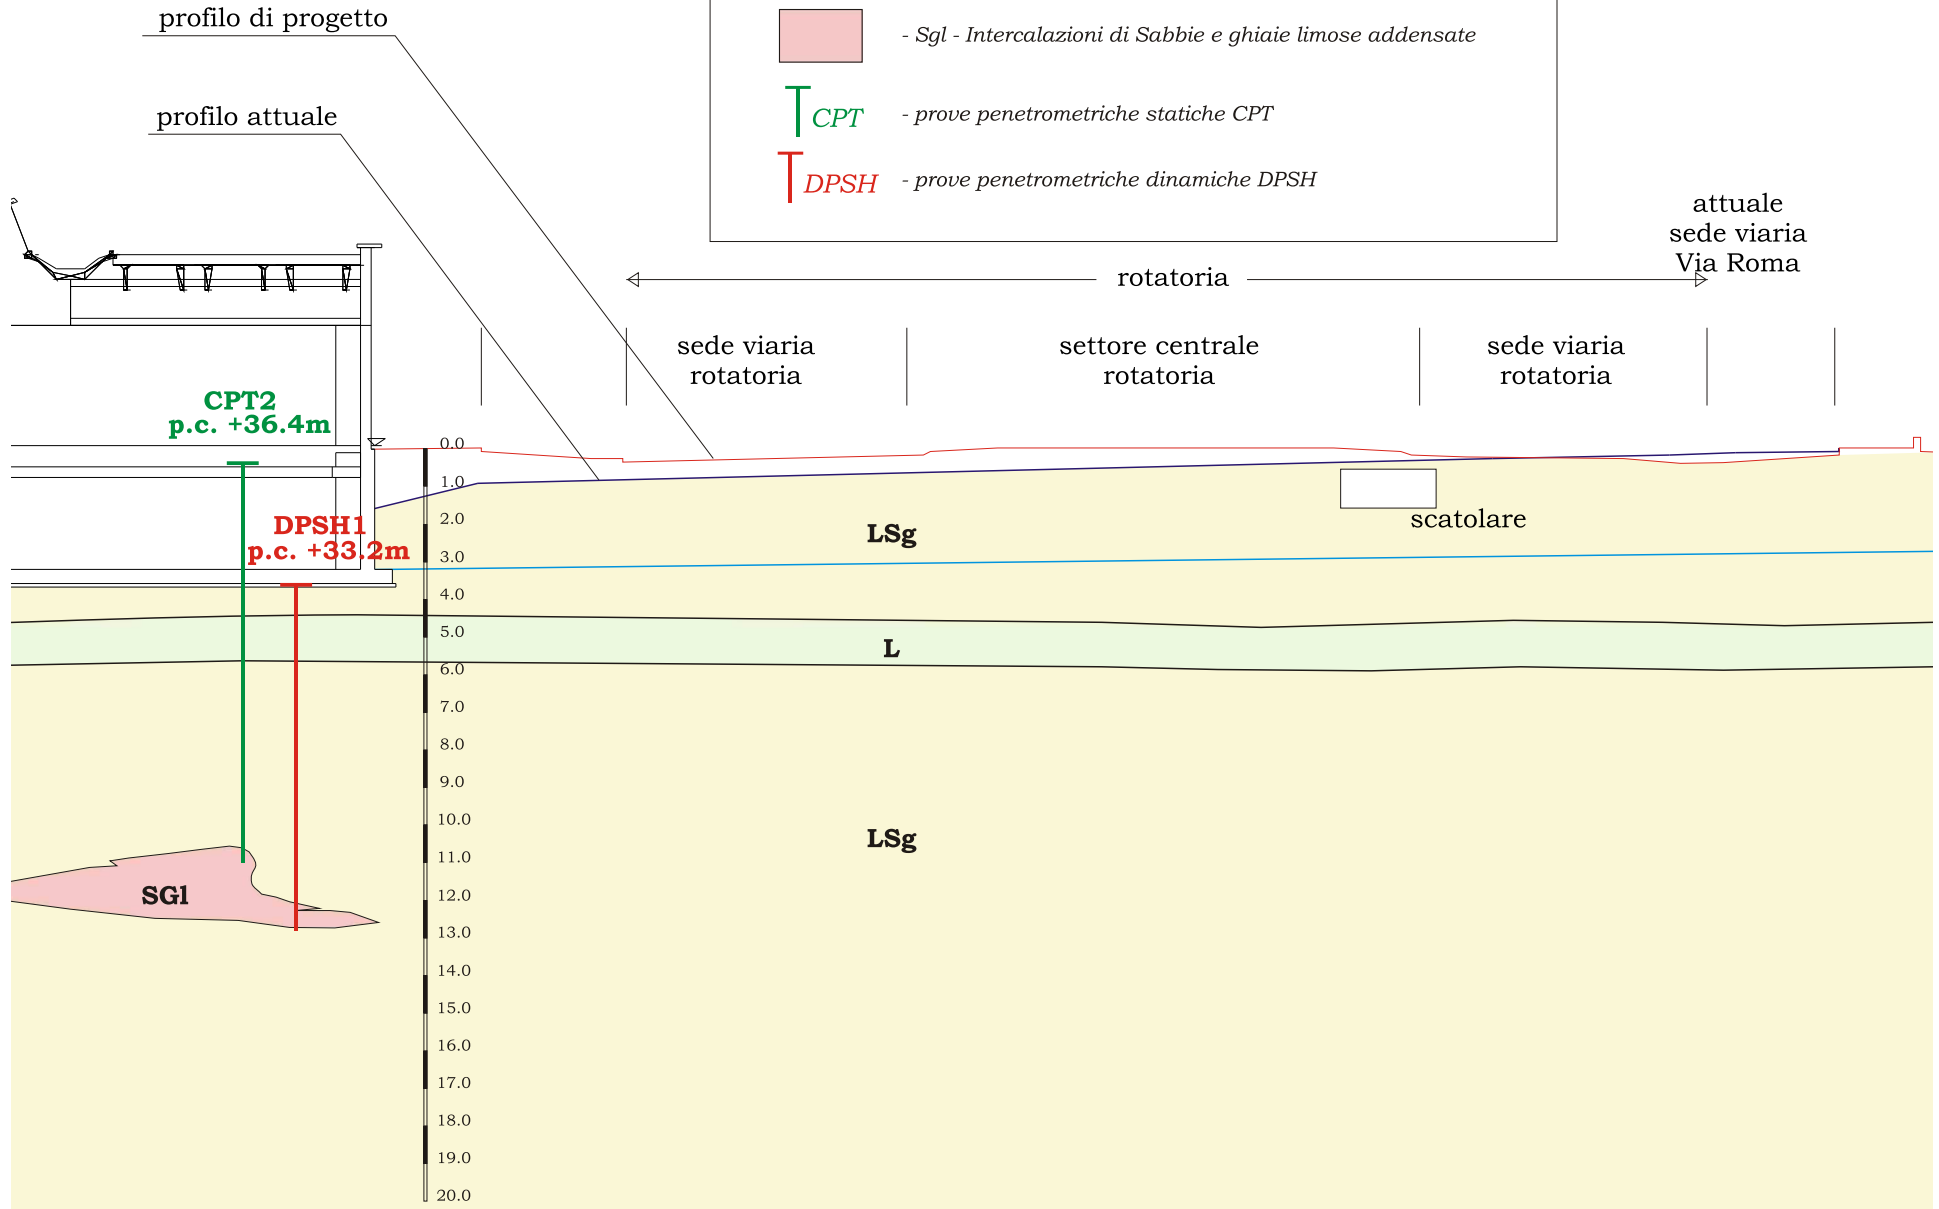 profilo di progetto
- Sgl - Intercalazioni di Sabbie e ghiaie limose addensate
profilo attuale
CPT
- prove penetrometriche statiche CPT
DPSH
- prove penetrometriche dinamiche DPSH
attuale
sede viaria
Via Roma
rotatoria
sede viaria
rotatoria
settore centrale
rotatoria
sede viaria
rotatoria
CPT2
p.c. +36.4m
DPSH1
p.c. +33.2m
scatolare
LSg
L
LSg
SGl
0.0
1.0
2.0
3.0
4.0
5.0
6.0
7.0
8.0
9.0
10.0
11.0
12.0
13.0
14.0
15.0
16.0
17.0
18.0
19.0
20.0